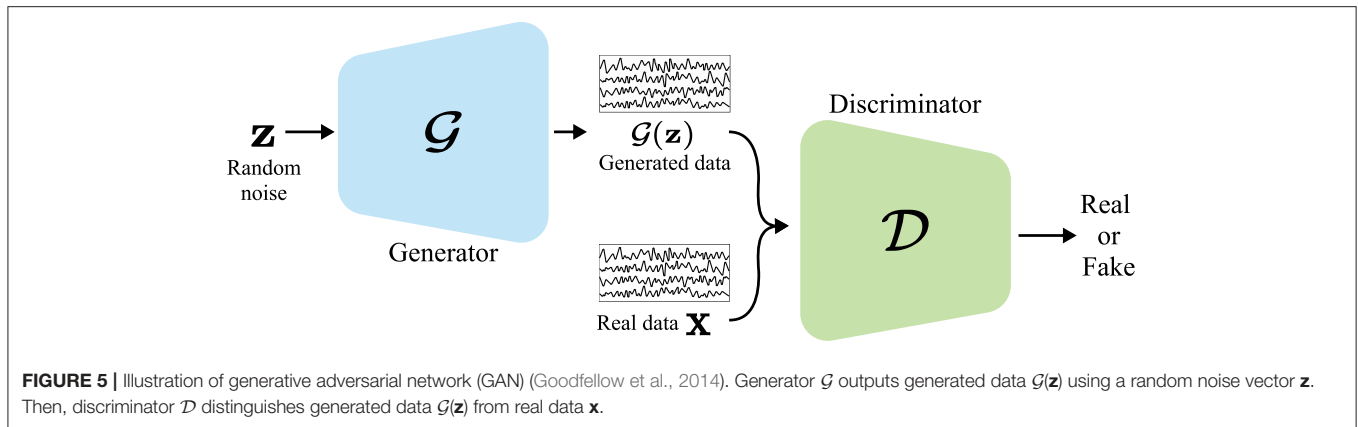 z
Random
noise
𝒢
Generator
𝒢(z)
Generated data
Real data x
Discriminator
𝒟
Real
or
Fake
FIGURE 5 | Illustration of generative adversarial network (GAN) (Goodfellow et al., 2014). Generator 𝒢 outputs generated data 𝒢(z) using a random noise vector z.
Then, discriminator 𝒟 distinguishes generated data 𝒢(z) from real data x.